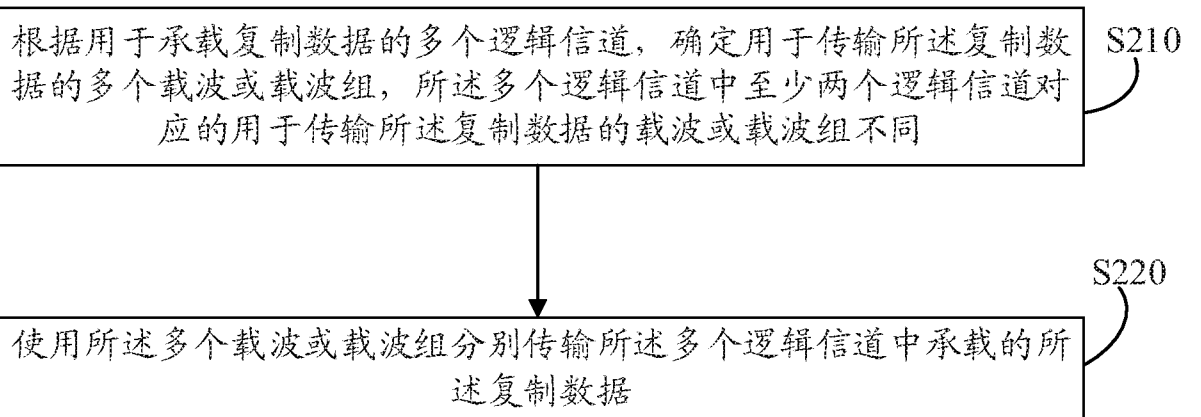 根据用于承载复制数据的多个逻辑信道，确定用于传输所述复制数
据的多个载波或载波组，所述多个逻辑信道中至少两个逻辑信道对
应的用于传输所述复制数据的载波或载波组不同
S210
S220
使用所述多个载波或载波组分别传输所述多个逻辑信道中承载的所
述复制数据